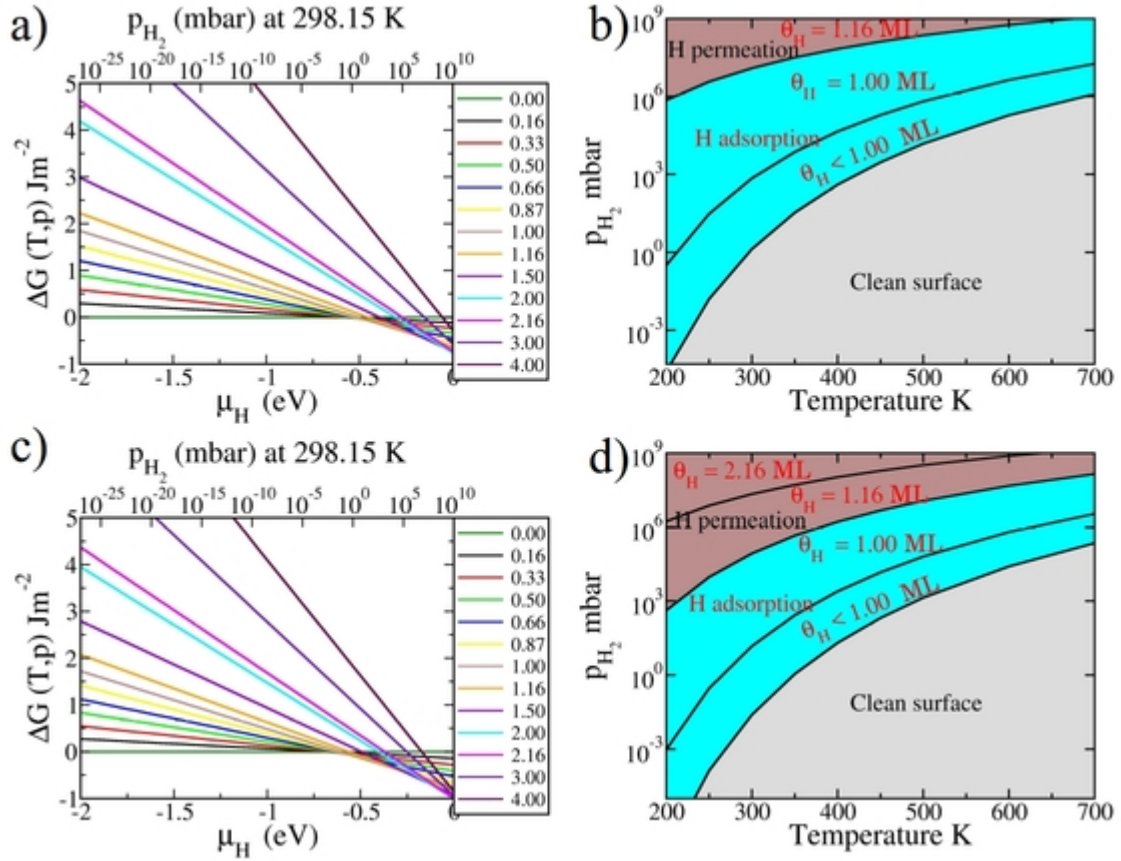 a)
p_H2 (mbar) at 298.15 K
10^-25 10^-20 10^-15 10^-10 10^-5 10^0 10^5 10^10
5
4
3
2
1
0
-1
ΔG (T,p) Jm^-2
-2 -1.5 -1 -0.5 0
μ_H (eV)
0.00
0.16
0.33
0.50
0.66
0.87
1.00
1.16
1.50
2.00
2.16
3.00
4.00
b)
10^9
10^6
10^3
10^0
10^-3
p_H2 mbar
θ_H = 1.16 ML
H permeation
θ_H = 1.00 ML
H adsorption
θ_H < 1.00 ML
Clean surface
200 300 400 500 600 700
Temperature K
c)
p_H2 (mbar) at 298.15 K
10^-25 10^-20 10^-15 10^-10 10^-5 10^0 10^5 10^10
5
4
3
2
1
0
-1
ΔG (T,p) Jm^-2
-2 -1.5 -1 -0.5
μ_H (eV)
0.00
0.16
0.33
0.50
0.66
0.87
1.00
1.16
1.50
2.00
2.16
3.00
4.00
d)
10^9
10^6
10^3
10^0
10^-3
p_H2 mbar
θ_H = 2.16 ML
θ_H = 1.16 ML
H permeation
θ_H = 1.00 ML
H adsorption
θ_H < 1.00 ML
Clean surface
200 300 400 500 600 700
Temperature K